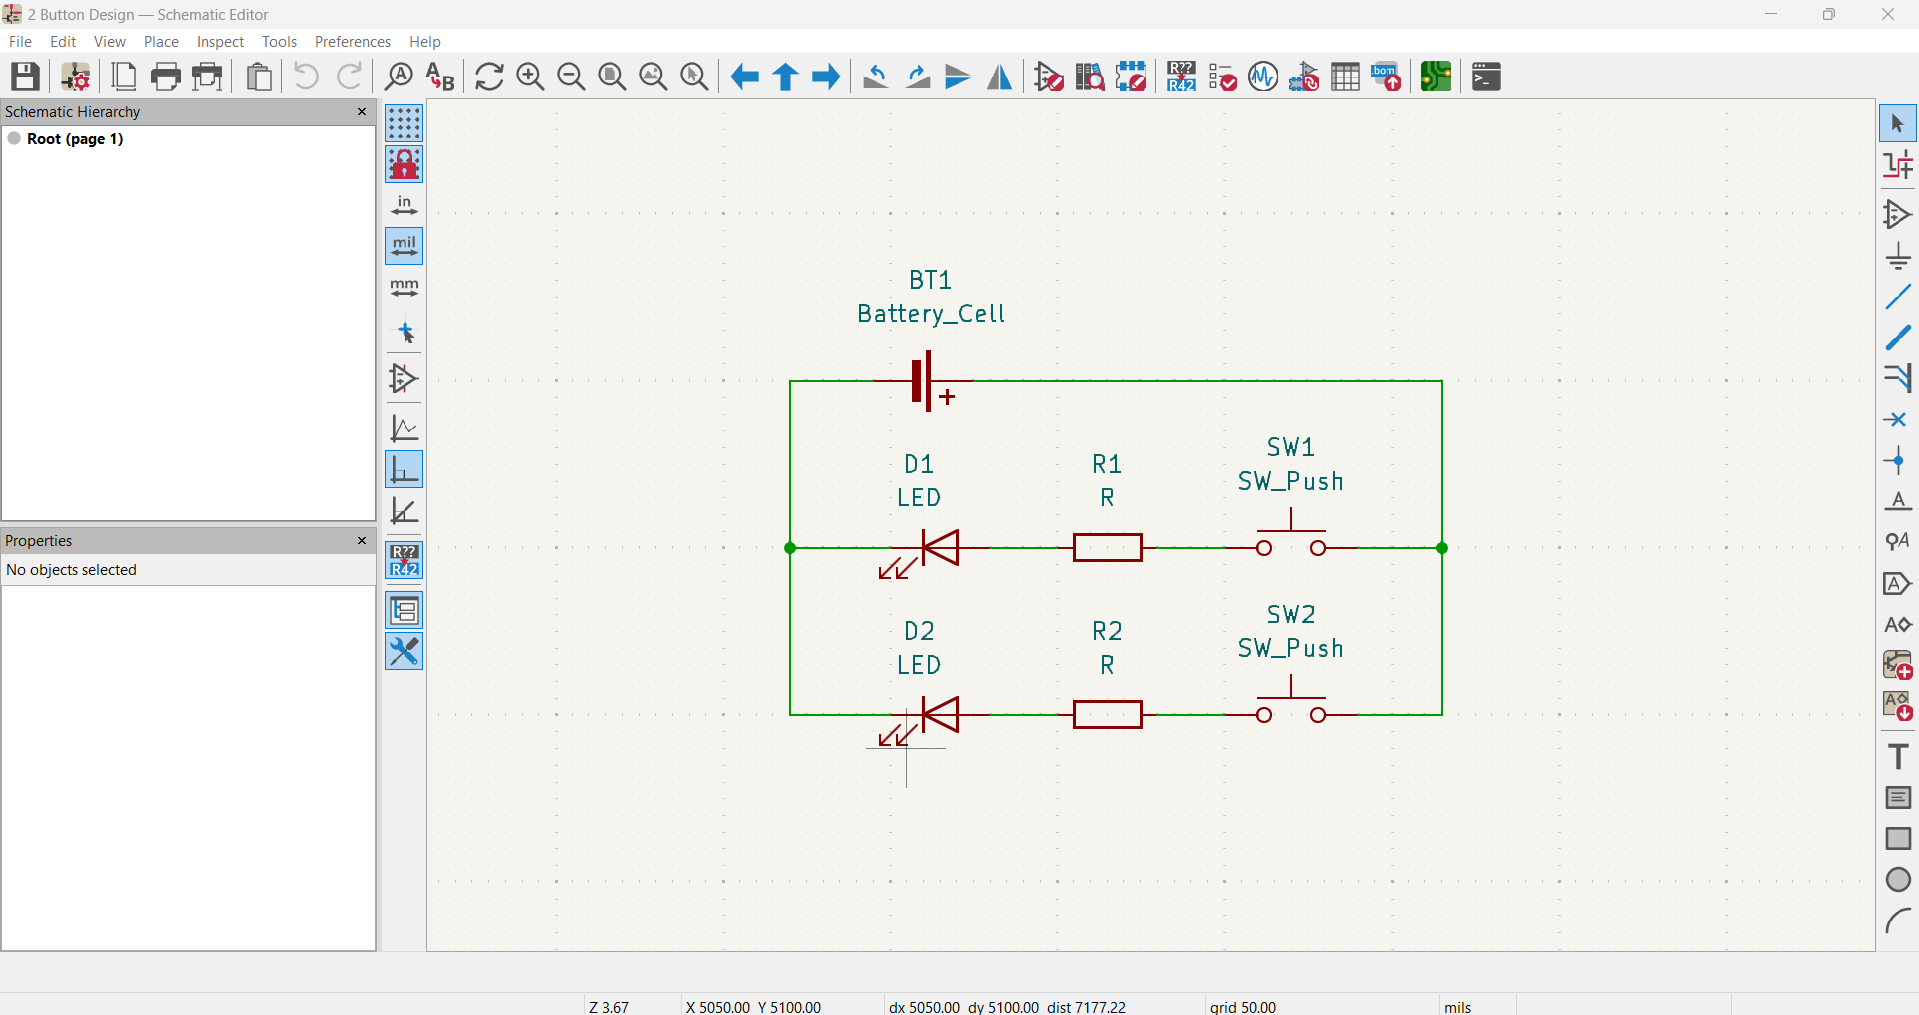 2 Button Design — Schematic Editor
File Edit View Place Inspect Tools Preferences Help
A
A B
R??
R42
.bom
>_
Schematic Hierarchy
Root (page 1)
in
mil
mm
R??
R42
Properties
No objects selected
BT1
Battery_Cell
+
D1
LED
R1
R
SW1
SW_Push
D2
LED
R2
R
SW2
SW_Push
A
A
A
A
A
T
Z 3.67
X 5050.00 Y 5100.00
dx 5050.00 dy 5100.00 dist 7177.22
grid 50.00
mils